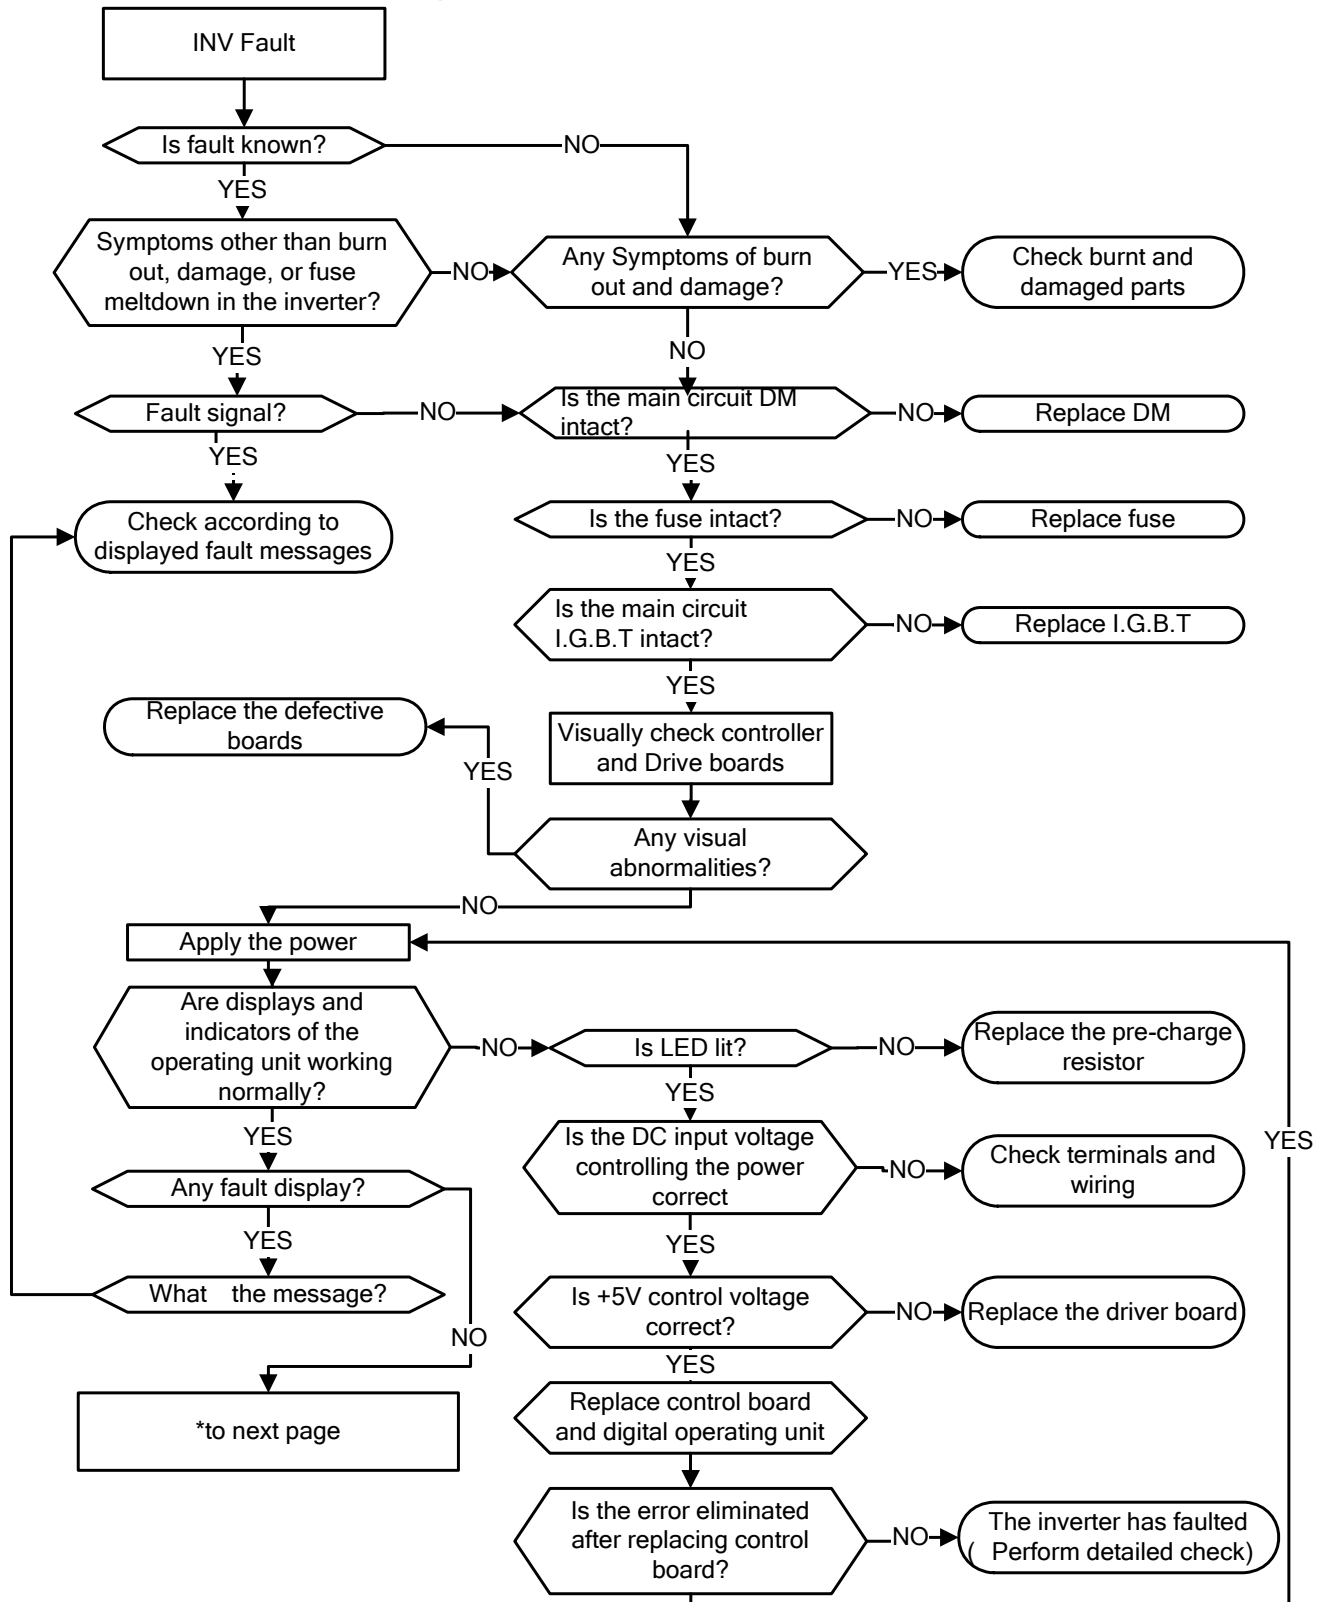 INV Fault
Is fault known?
NO
YES
Symptoms other than burn
out, damage, or fuse
meltdown in the inverter?
NO
Any Symptoms of burn
out and damage?
YES
Check burnt and
damaged parts
YES
NO
Fault signal?
NO
Is the main circuit DM
intact?
NO
Replace DM
YES
YES
Check according to
displayed fault messages
Is the fuse intact?
NO
Replace fuse
YES
Is the main circuit
I.G.B.T intact?
NO
Replace I.G.B.T
YES
Replace the defective
boards
YES
Visually check controller
and Drive boards
Any visual
abnormalities?
NO
Apply the power
Are displays and
indicators of the
operating unit working
normally?
NO
Is LED lit?
NO
Replace the pre-charge
resistor
YES
YES
Is the DC input voltage
controlling the power
correct
NO
Check terminals and
wiring
YES
Any fault display?
YES
YES
What the message?
Is +5V control voltage
correct?
NO
Replace the driver board
NO
YES
*to next page
Replace control board
and digital operating unit
Is the error eliminated
after replacing control
board?
NO
The inverter has faulted
( Perform detailed check)